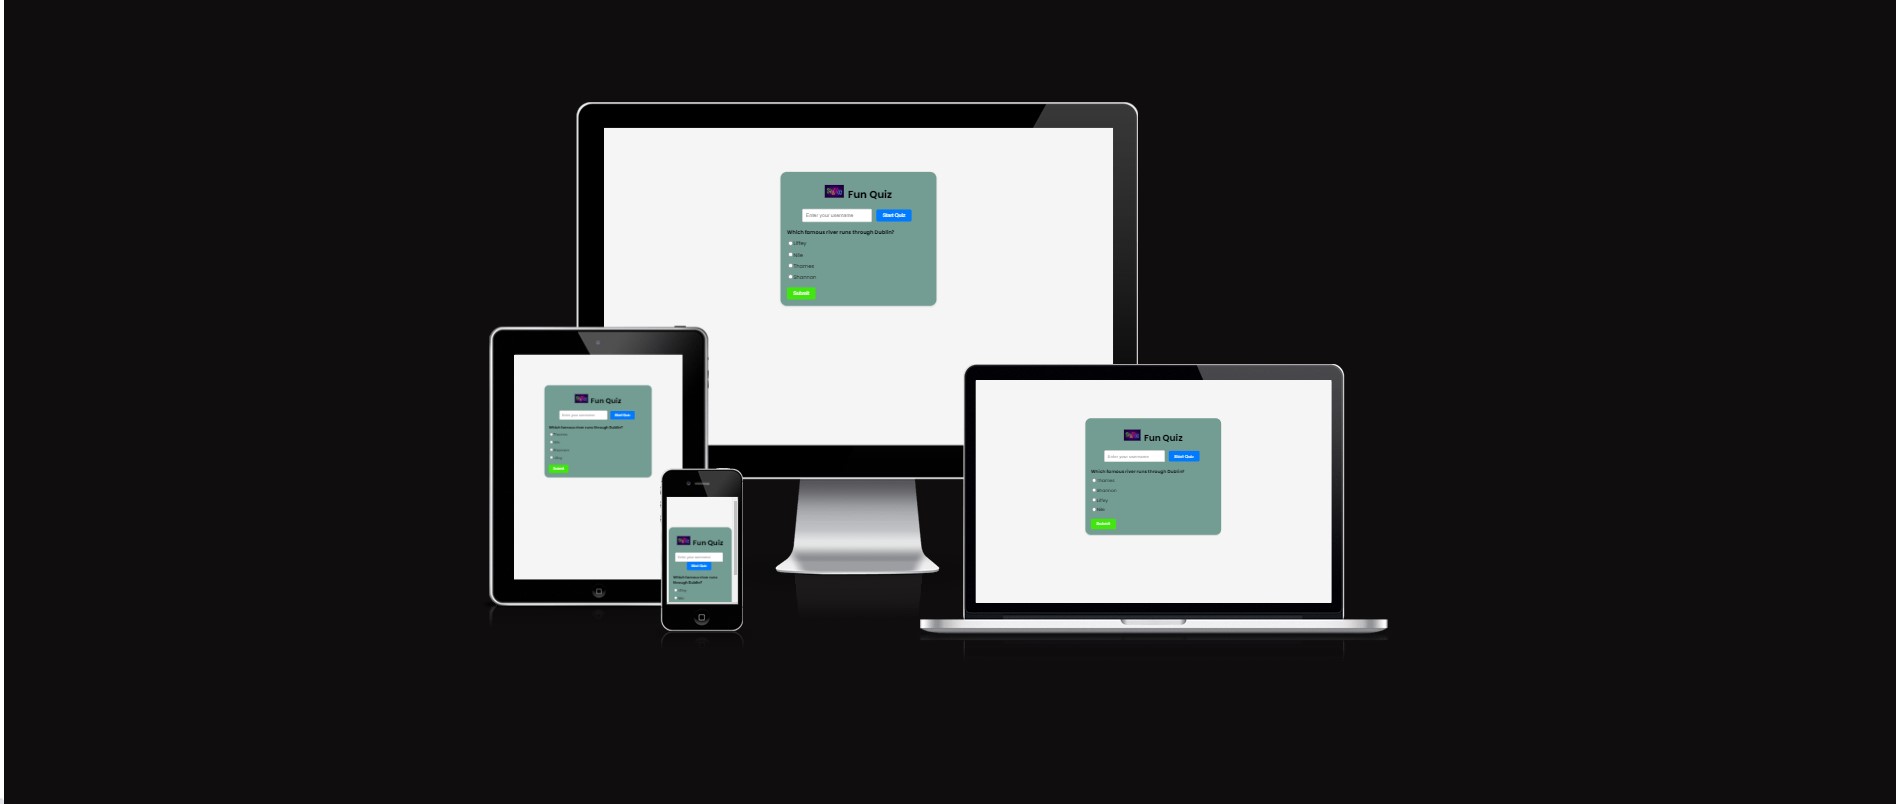 Fun Quiz
Enter your username
Start Quiz
Which famous river runs through Dublin?
Liffey
Nile
Thames
Shannon
Submit
Fun Quiz
Enter your username
Start Quiz
Which famous river runs through Dublin?
Thames
Nile
Shannon
Liffey
Submit
Fun Quiz
Enter your username
Start Quiz
Which famous river runs
through Dublin?
Liffey
Nile
Fun Quiz
Enter your username
Start Quiz
Which famous river runs through Dublin?
Thames
Shannon
Liffey
Nile
Submit